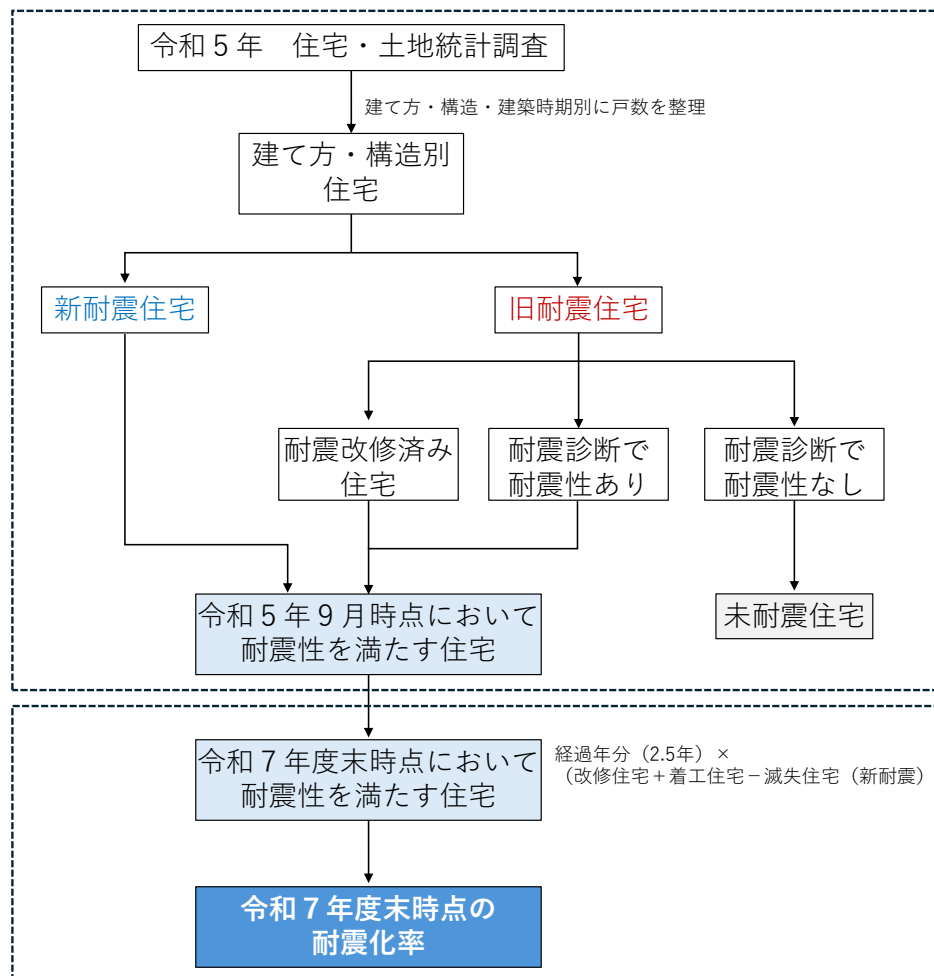 令和５年　住宅・土地統計調査
建て方・構造・建築時期別に戸数を整理
建て方・構造別
住宅
新耐震住宅
旧耐震住宅
耐震改修済み
住宅
耐震診断で
耐震性あり
耐震診断で
耐震性なし
令和５年９月時点において
耐震性を満たす住宅
未耐震住宅
令和７年度末時点において
耐震性を満たす住宅
経過年分（2.5年）×
（改修住宅＋着工住宅－滅失住宅（新耐震）
令和７年度末時点の
耐震化率